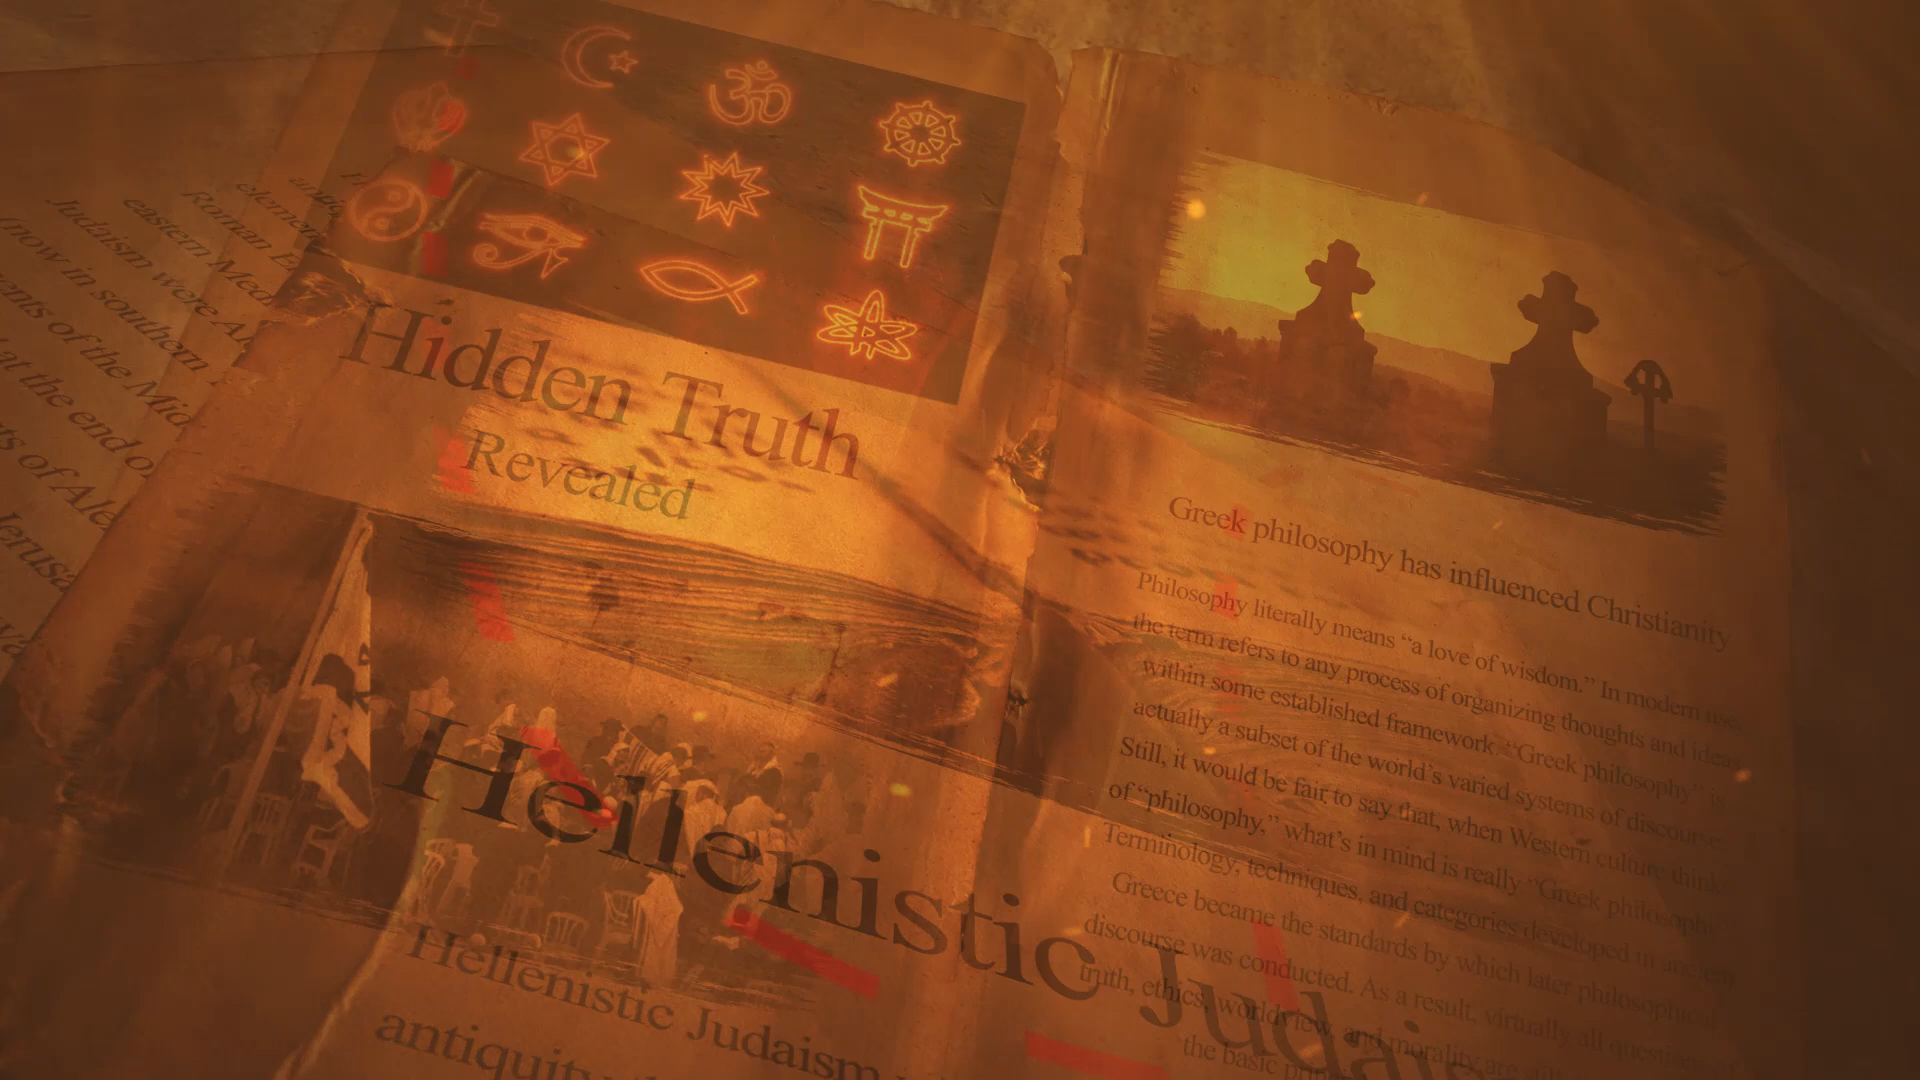 Hidden Truth
Revealed
Hellenistic Judais
Hellenistic Judaism
antiquity
Greek philosophy has influenced Christianity
Philosophy literally means “a love of wisdom.” In modern use,
the term refers to any process of organizing thoughts and ideas
within some established framework. “Greek philosophy” is
actually a subset of the world’s varied systems of discourse.
Still, it would be fair to say that, when Western culture thinks
of “philosophy,” what’s in mind is really “Greek philosophy.
Terminology, techniques, and categories developed in ancient
Greece became the standards by which later philosophical
discourse was conducted. As a result, virtually all questions of
truth, ethics, worldview, and morality are still
the basic
Roman
eastern Med
Judaism were Al
(now in southern
ents of the Mid
at the end o
ts of Ale
Jerusa